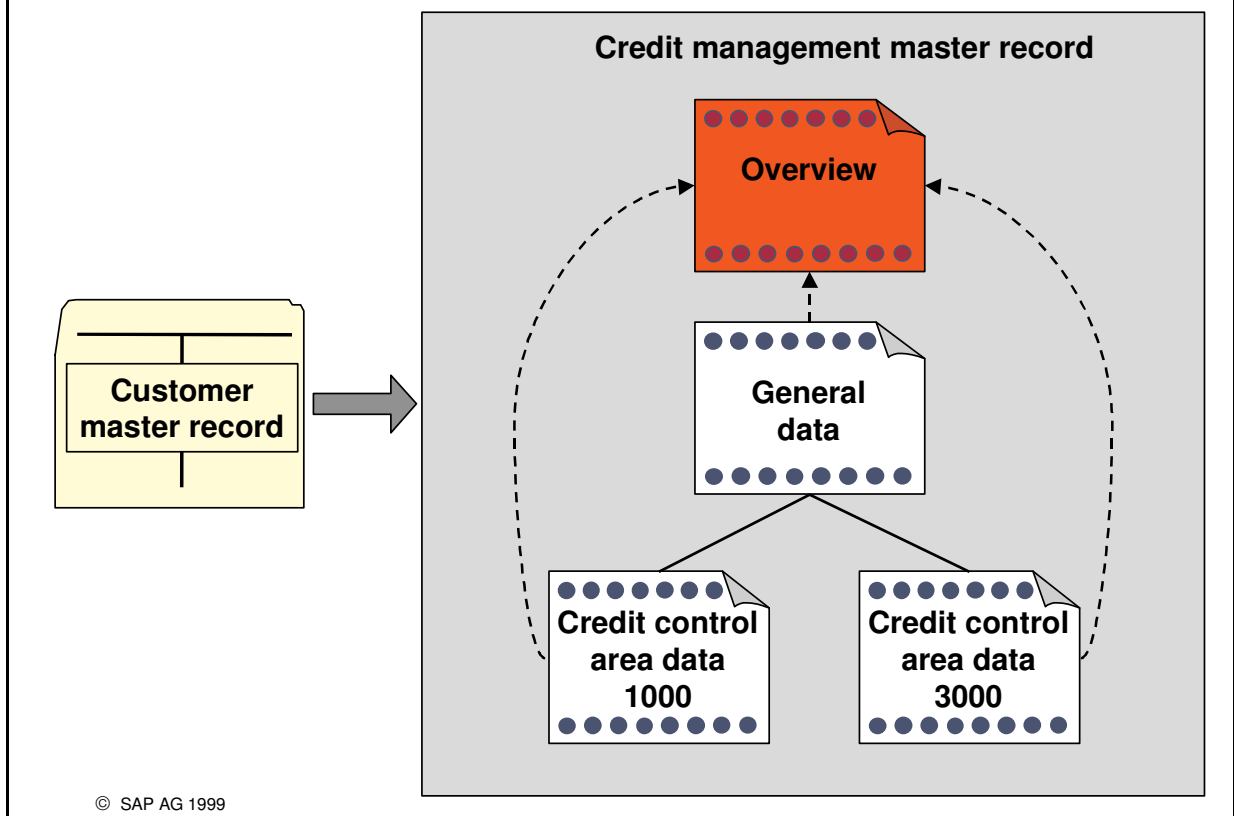 Credit management master record
Overview
General
data
Customer
master record
Credit control
area data
1000
Credit control
area data
3000
© SAP AG 1999